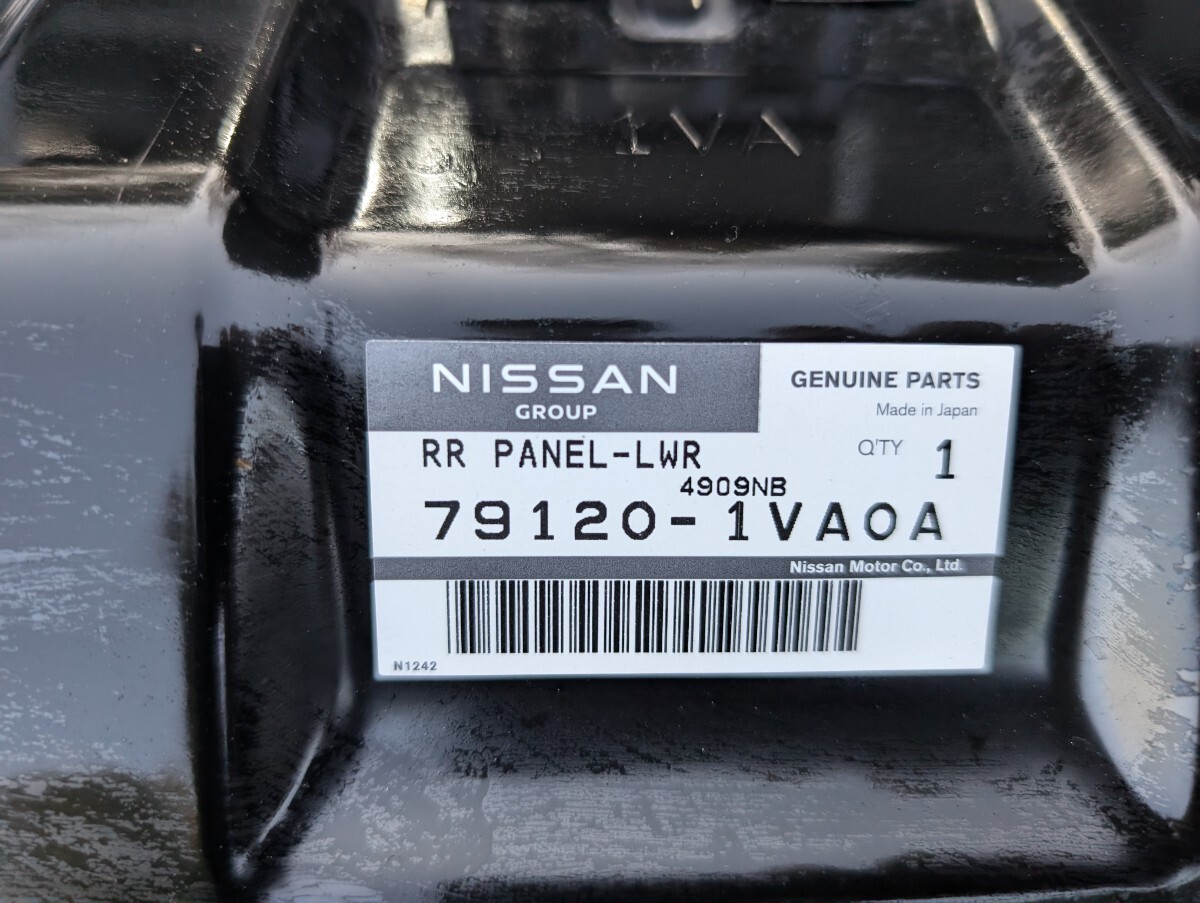 1VA
NISSAN
GROUP
GENUINE PARTS
Made in Japan
RR PANEL-LWR
Q'TY 1
4909NB
79120-1VA0A
Nissan Motor Co., Ltd.
N1242